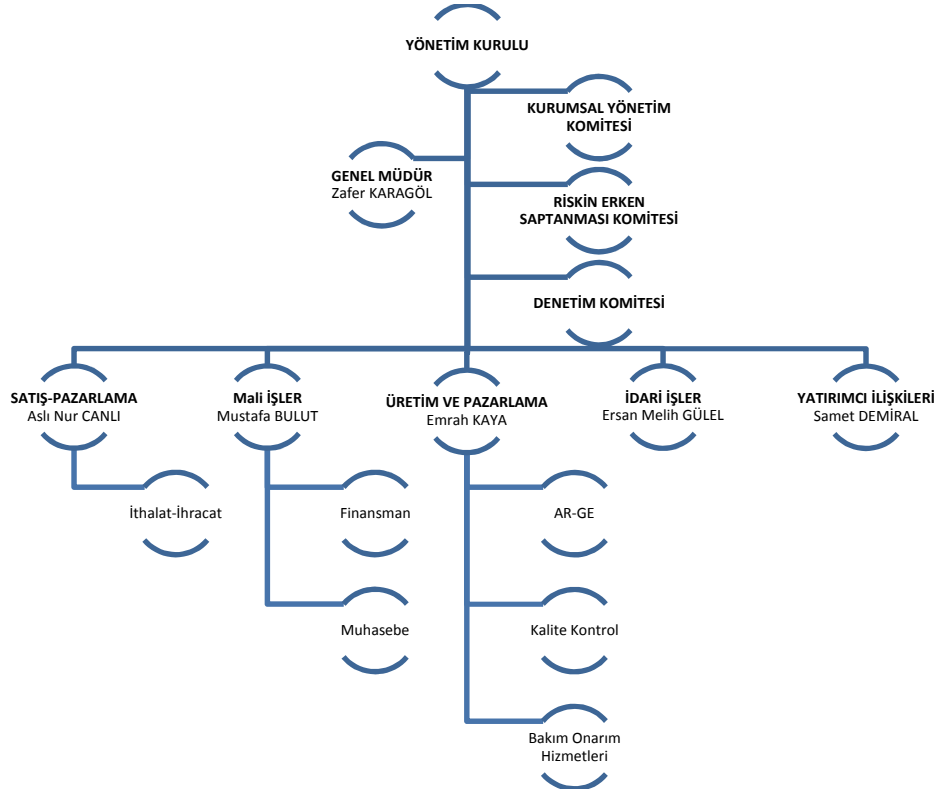 YÖNETİM KURULU
KURUMSAL YÖNETİM
KOMİTESİ
GENEL MÜDÜR
Zafer KARAGÖL
RİSKİN ERKEN
SAPTANMASI KOMİTESİ
DENETİM KOMİTESİ
SATIŞ-PAZARLAMA
Aslı Nur CANLI
Mali İŞLER
Mustafa BULUT
ÜRETİM VE PAZARLAMA
Emrah KAYA
İDARİ İŞLER
Ersan Melih GÜLEL
YATIRIMCI İLİŞKİLERİ
Samet DEMİRAL
İthalat-İhracat
Finansman
AR-GE
Muhasebe
Kalite Kontrol
Bakım Onarım
Hizmetleri